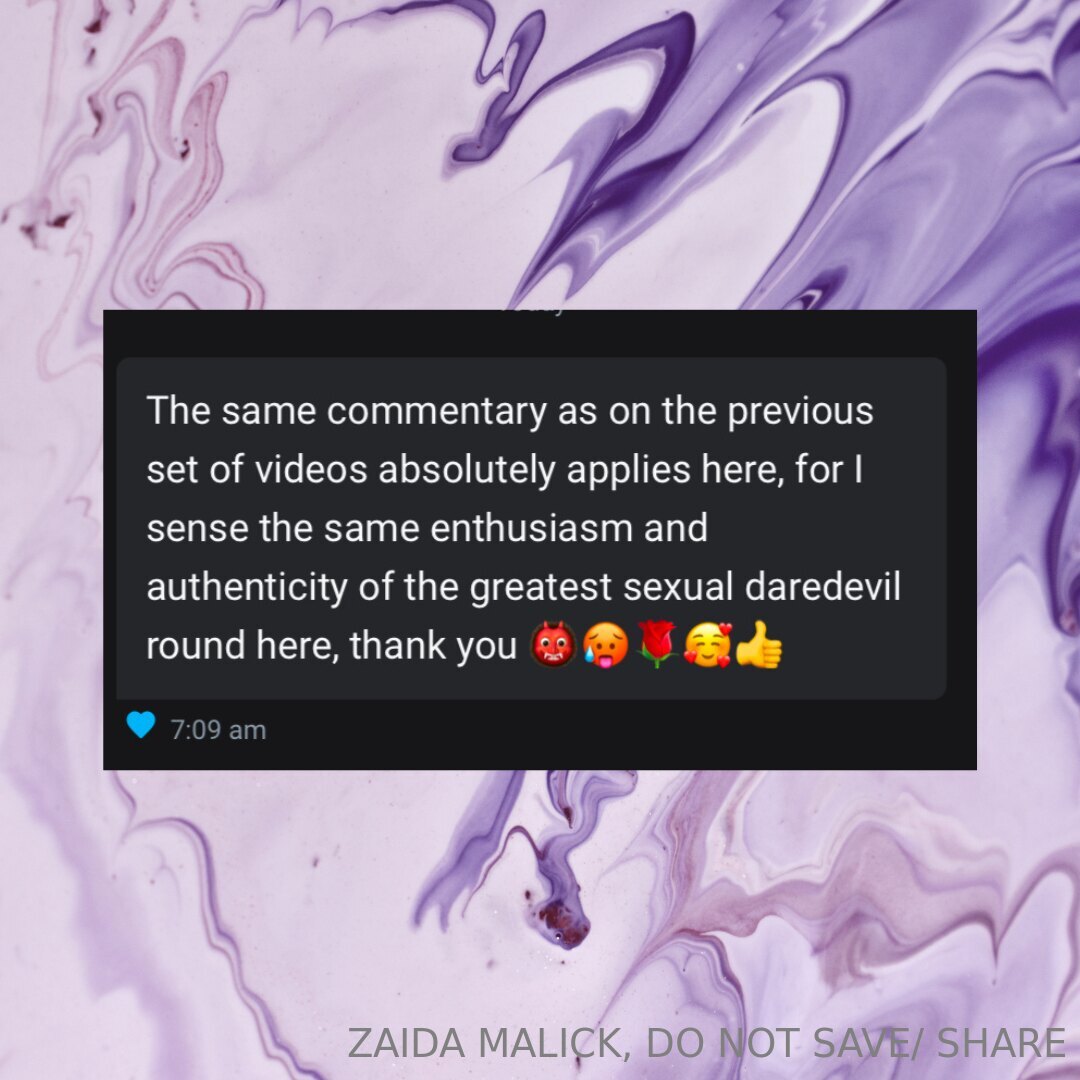 The same commentary as on the previous
set of videos absolutely applies here, for I
sense the same enthusiasm and
authenticity of the greatest sexual daredevil
round here, thank you 👹🥵🌹🥰👍
7:09 am
ZAIDA MALICK, DO NOT SAVE/ SHARE